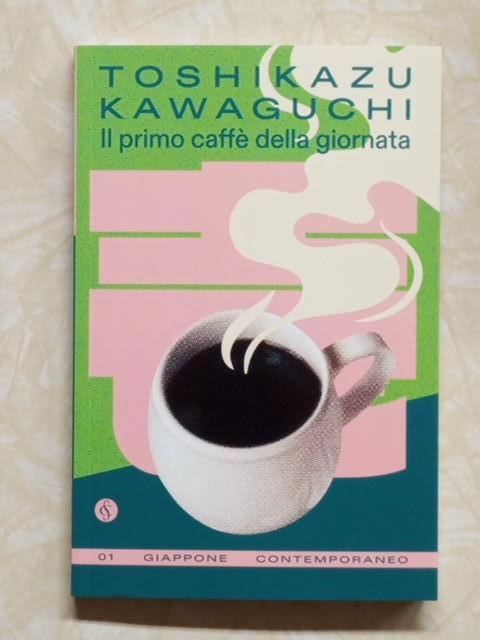 TOSHIKAZU
KAWAGUCHI
Il primo caffè della giornata
01 GIAPPONE CONTEMPORANEO